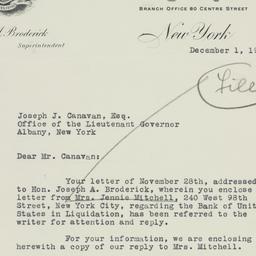 BRANCH OFFICE 80 CENTRE STREET
Broderick
Superintendent
New York
December 1, 19
File
Joseph J. Canavan, Esq.
Office of the Lieutenant Governor
Albany, New York
Dear Mr. Canavan:
Your letter of November 28th, addressed
to Hon. Joseph A. Broderick, wherein you enclose
letter from Mrs. Jennie Mitchell, 240 West 98th
Street, New York City, regarding the Bank of Unit
States in Liquidation, has been referred to the
writer for attention and reply.
For your information, we are enclosing
herewith a copy of our reply to Mrs. Mitchell.